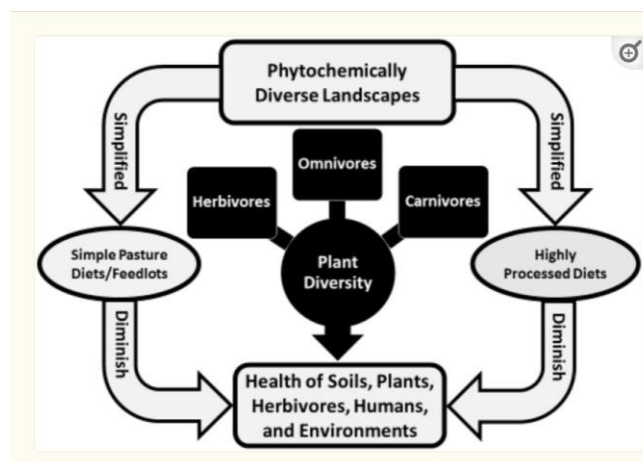 Phytochemically
Diverse Landscapes
Simplified
Simplified
Omnivores
Herbivores
Carnivores
Simple Pasture
Diets/Feedlots
Plant
Diversity
Highly
Processed Diets
Diminish
Diminish
Health of Soils, Plants,
Herbivores, Humans,
and Environments